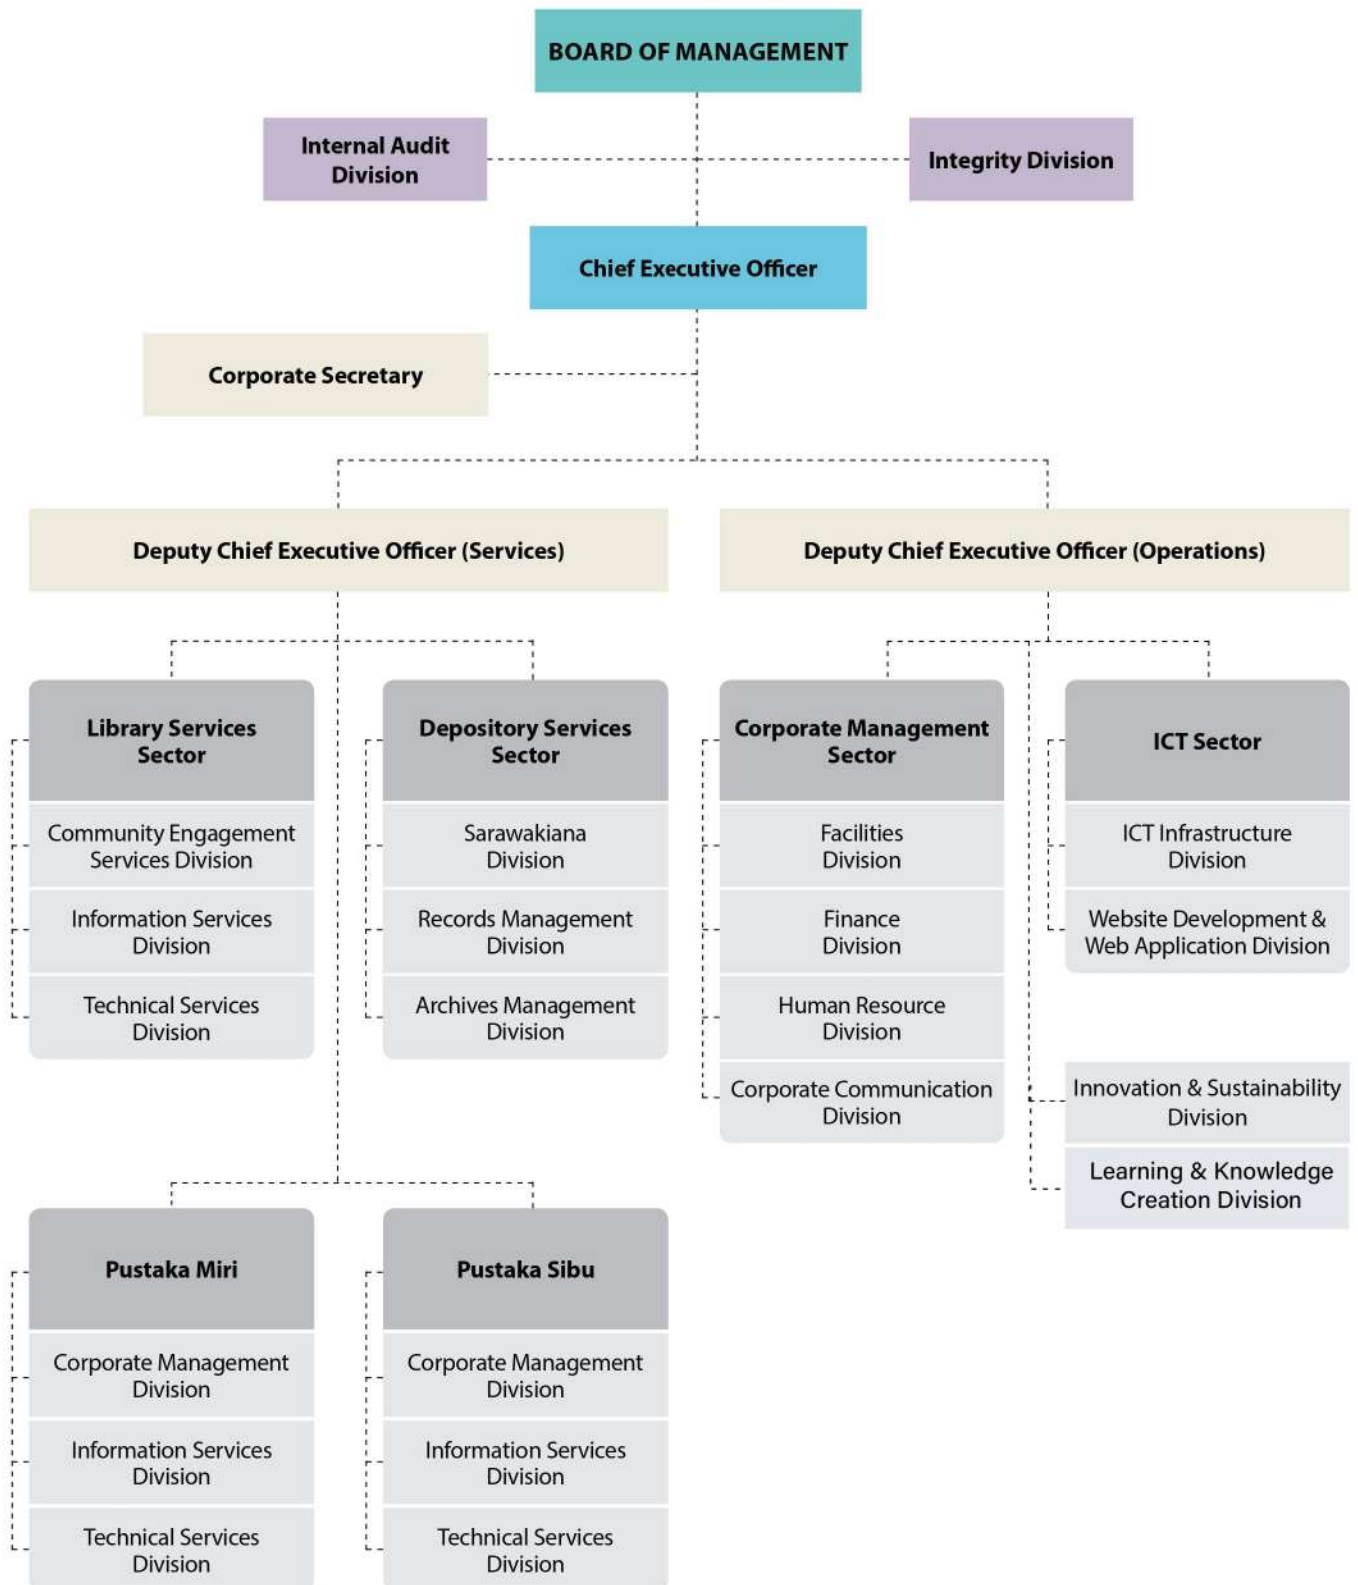 BOARD OF MANAGEMENT
Internal Audit
Division
Integrity Division
Chief Executive Officer
Corporate Secretary
Deputy Chief Executive Officer (Services)
Deputy Chief Executive Officer (Operations)
Library Services
Sector
Community Engagement
Services Division
Information Services
Division
Technical Services
Division
Depository Services
Sector
Sarawakiana
Division
Records Management
Division
Archives Management
Division
Corporate Management
Sector
Facilities
Division
Finance
Division
Human Resource
Division
Corporate Communication
Division
ICT Sector
ICT Infrastructure
Division
Website Development &
Web Application Division
Innovation & Sustainability
Division
Learning & Knowledge
Creation Division
Pustaka Miri
Corporate Management
Division
Information Services
Division
Technical Services
Division
Pustaka Sibu
Corporate Management
Division
Information Services
Division
Technical Services
Division